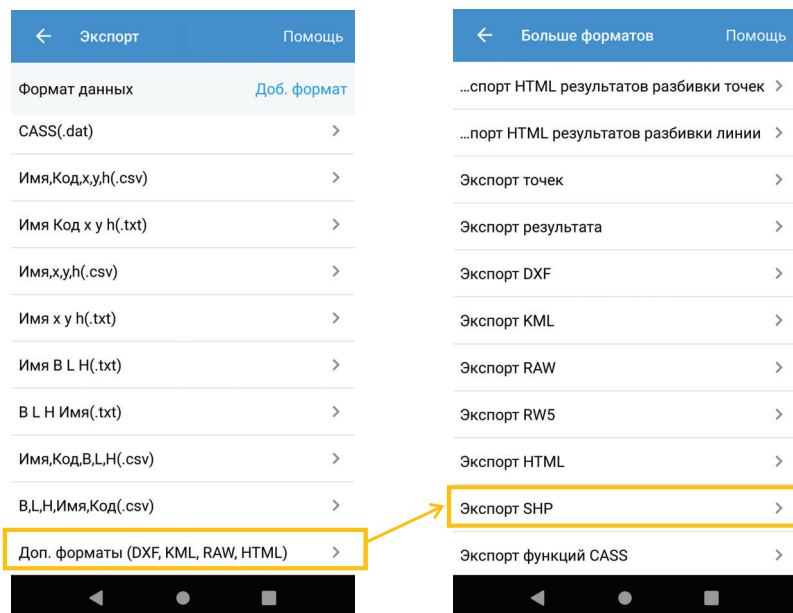 Экспорт
Помощь
Формат данных
Доб. формат
CASS(.dat)
Имя,Код,x,y,h(.csv)
Имя Код x y h(.txt)
Имя,x,y,h(.csv)
Имя x y h(.txt)
Имя B L H(.txt)
B L H Имя(.txt)
Имя,Код,B,L,H(.csv)
B,L,H,Имя,Код(.csv)
Доп. форматы (DXF, KML, RAW, HTML)
Больше форматов
Помощь
...спорт HTML результатов разбивки точек
...порт HTML результатов разбивки линии
Экспорт точек
Экспорт результата
Экспорт DXF
Экспорт KML
Экспорт RAW
Экспорт RW5
Экспорт HTML
Экспорт SHP
Экспорт функций CASS